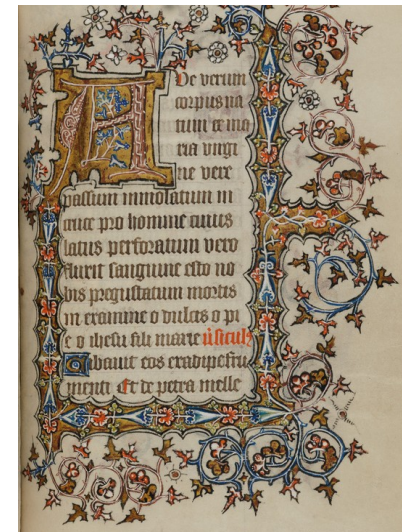 A De verum
corpus na
tum ex ma
ria virgi
ne vere
passum inmolatum in
cruce pro homine cuius
latus perforatum vero
fluxit sanguine esto no
bis pregustatum mortis
in examine o dulcis o pi
e o ihesu fili marie
Cibauit eos ex adipe fru
menti Et de petra melle